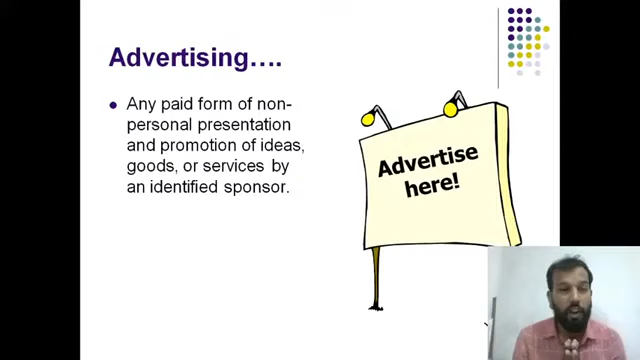 Advertising….
Any paid form of non-
personal presentation
and promotion of ideas,
goods, or services by
an identified sponsor.
Advertise
here!